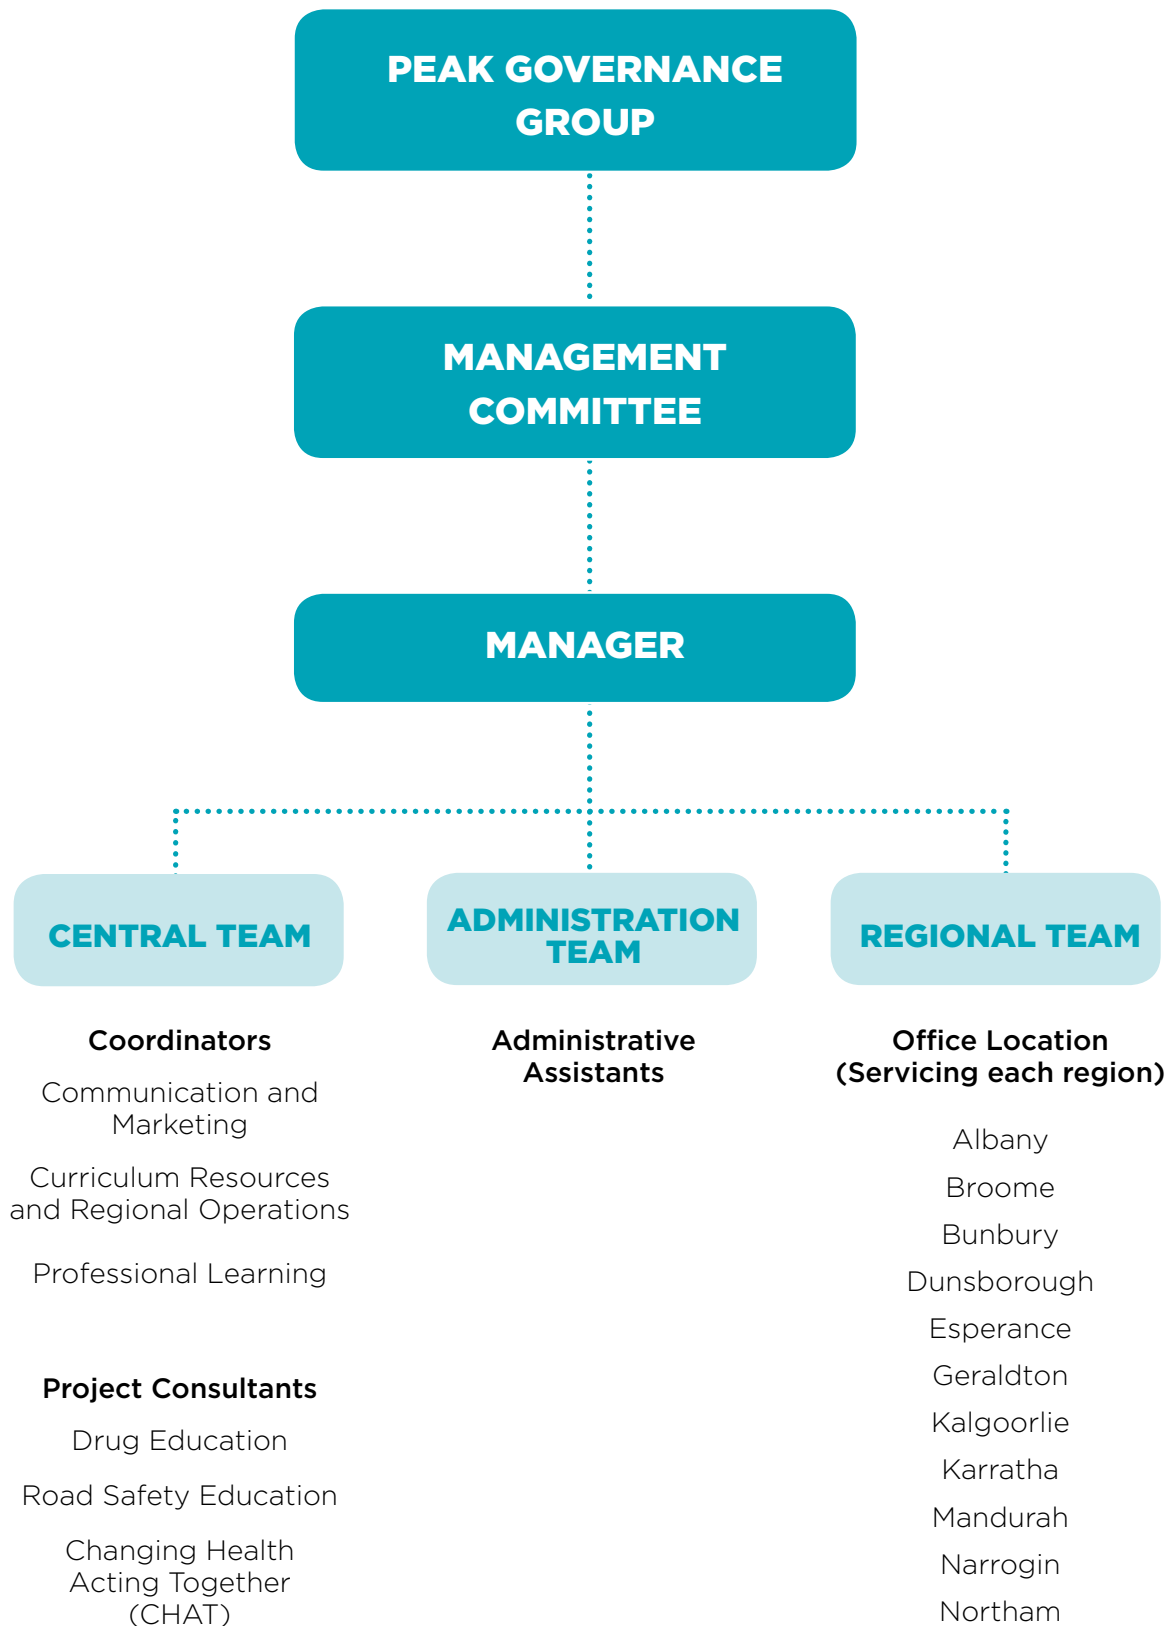 PEAK GOVERNANCE
GROUP
MANAGEMENT
COMMITTEE
MANAGER
CENTRAL TEAM
Coordinators
Communication and
Marketing
Curriculum Resources
and Regional Operations
Professional Learning
Project Consultants
Drug Education
Road Safety Education
Changing Health
Acting Together
(CHAT)
ADMINISTRATION
TEAM
Administrative
Assistants
REGIONAL TEAM
Office Location
(Servicing each region)
Albany
Broome
Bunbury
Dunsborough
Esperance
Geraldton
Kalgoorlie
Karratha
Mandurah
Narrogin
Northam